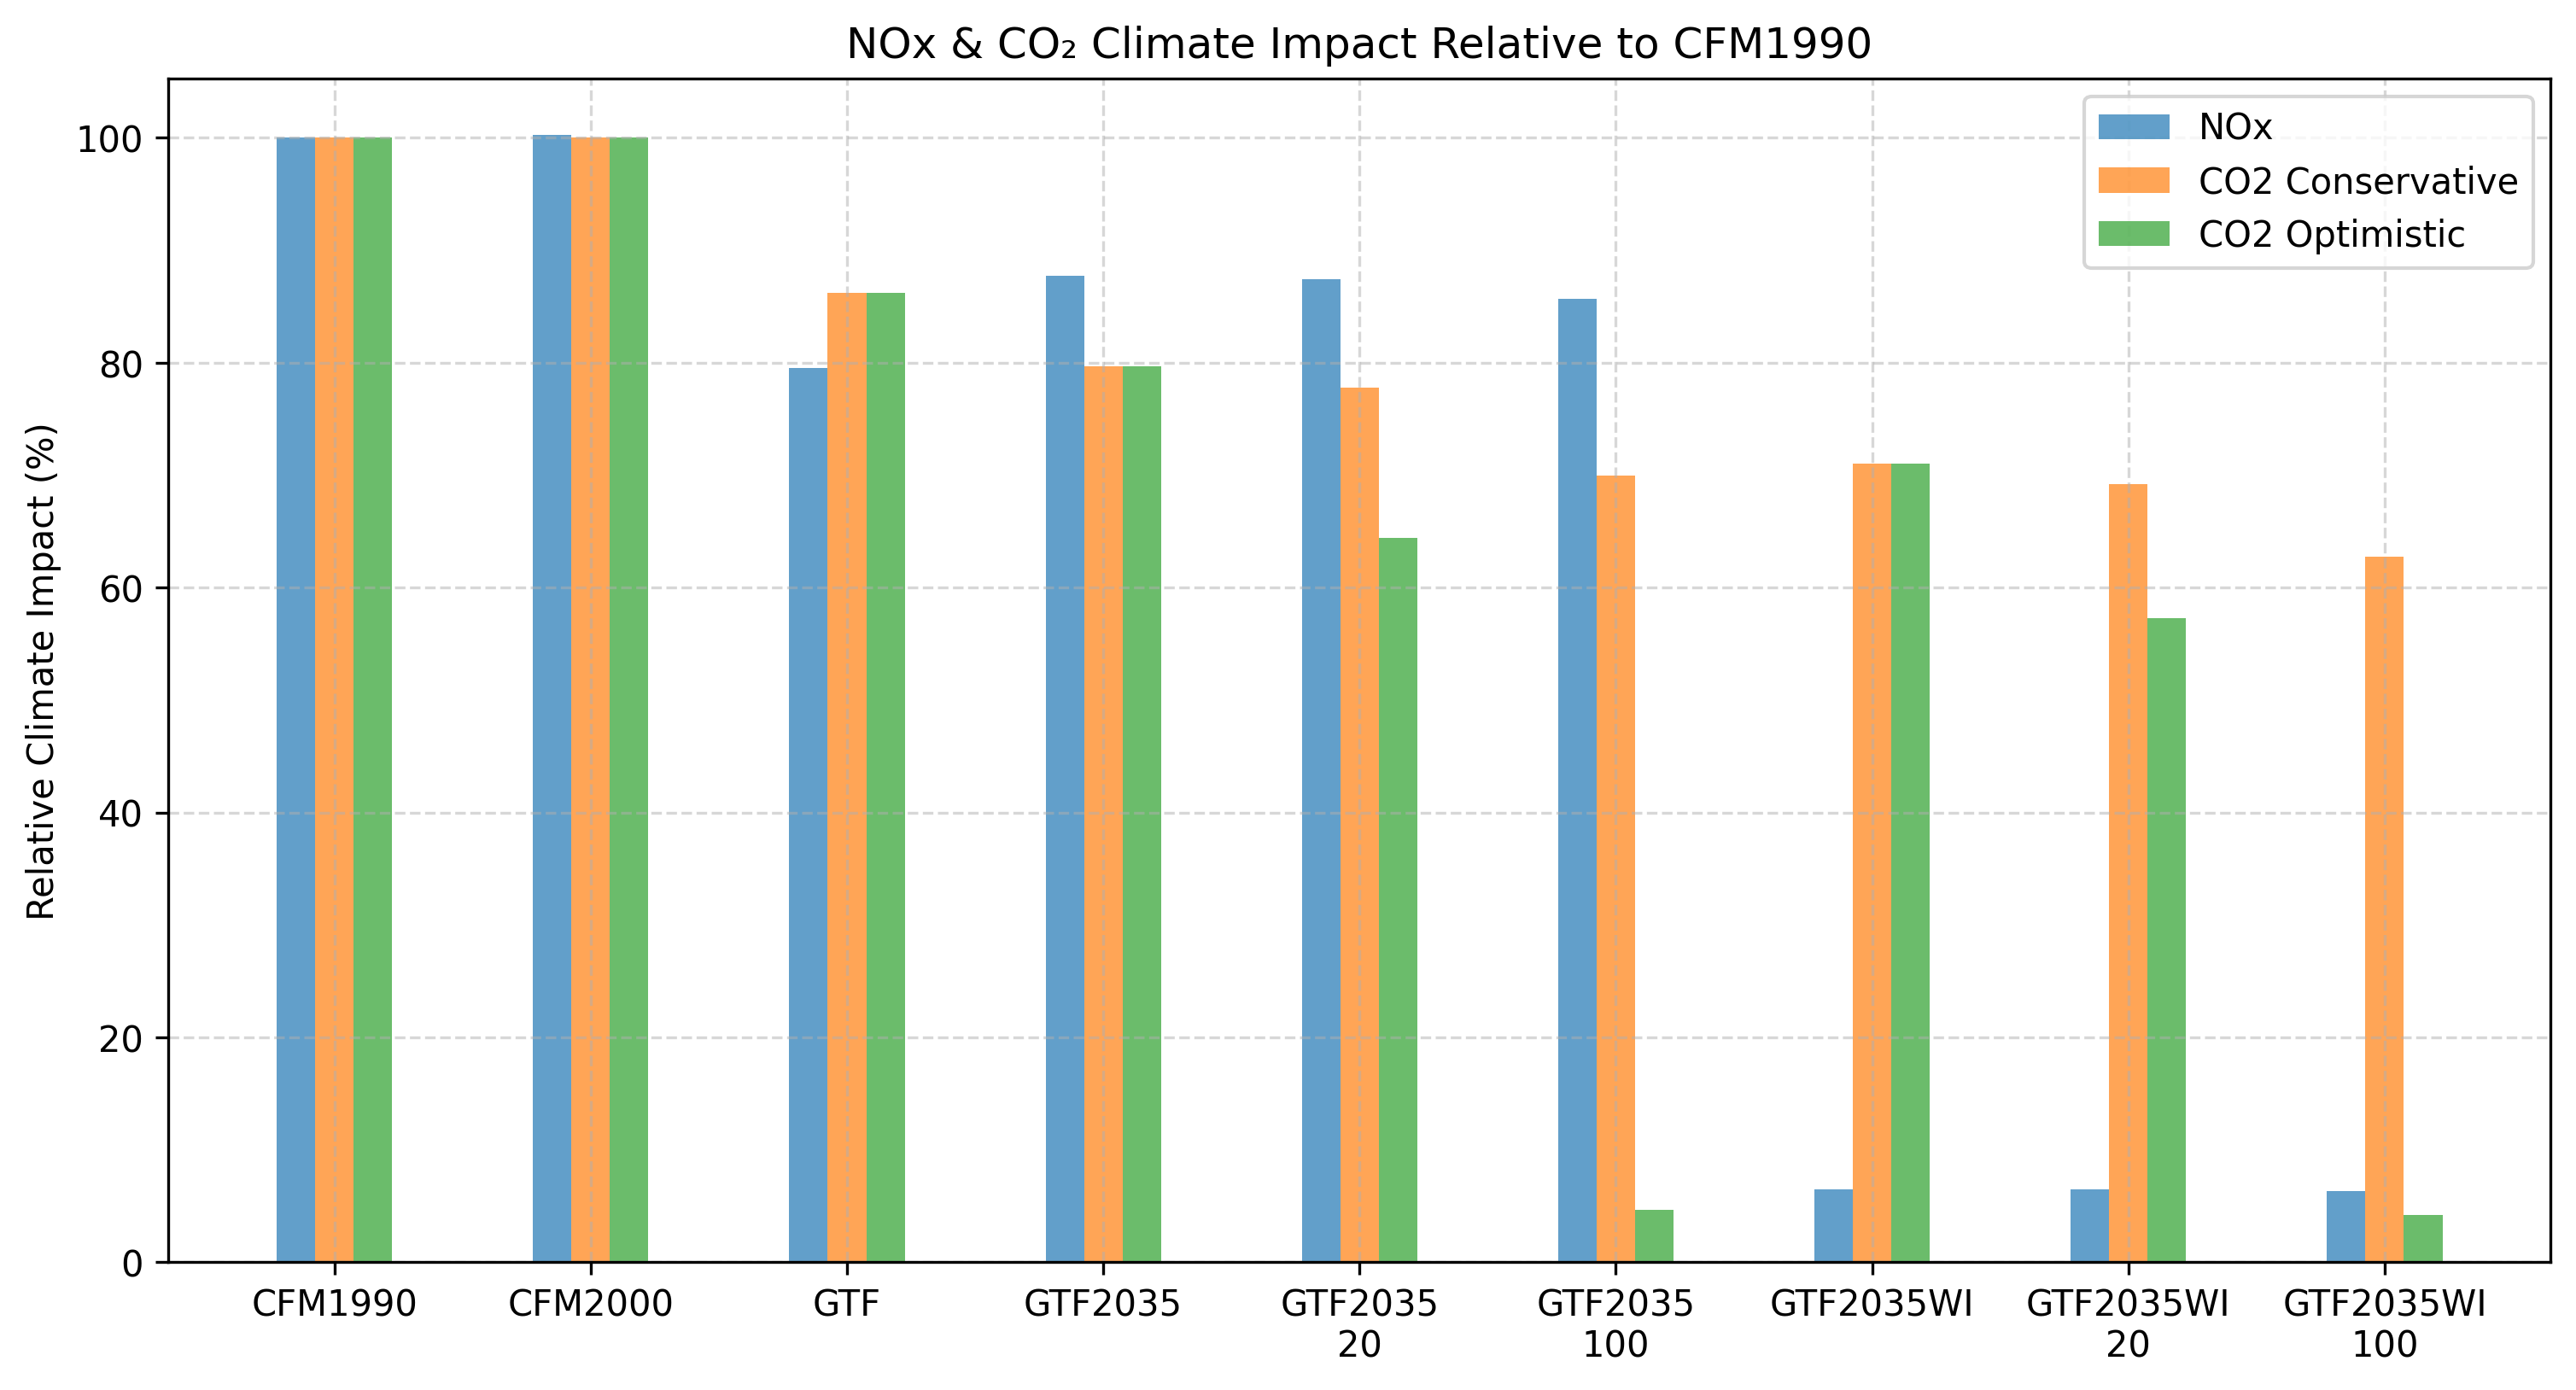 NOx & CO₂ Climate Impact Relative to CFM1990
Relative Climate Impact (%)
100
80
60
40
20
0
NOx
CO2 Conservative
CO2 Optimistic
CFM1990
CFM2000
GTF
GTF2035
GTF2035
20
GTF2035
100
GTF2035WI
GTF2035WI
20
GTF2035WI
100